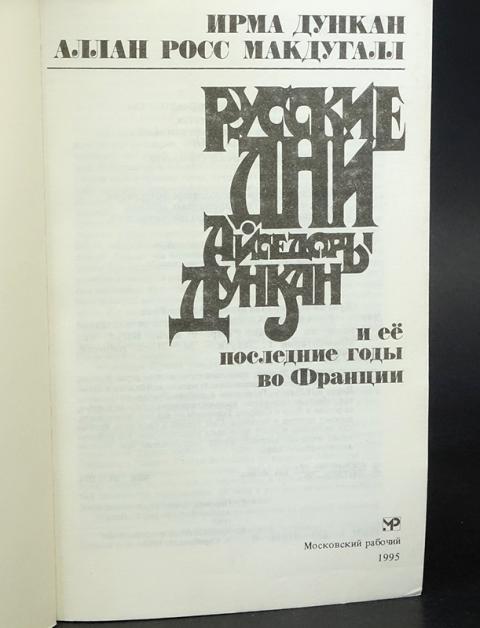 ИРМА ДУНКАН
АЛЛАН РОСС МАКДУГАЛЛ
РУССКИЕ
ДНИ
АЙСЕДОРЫ
ДУНКАН
и её
последние годы
во Франции
МР
Московский рабочий
1995